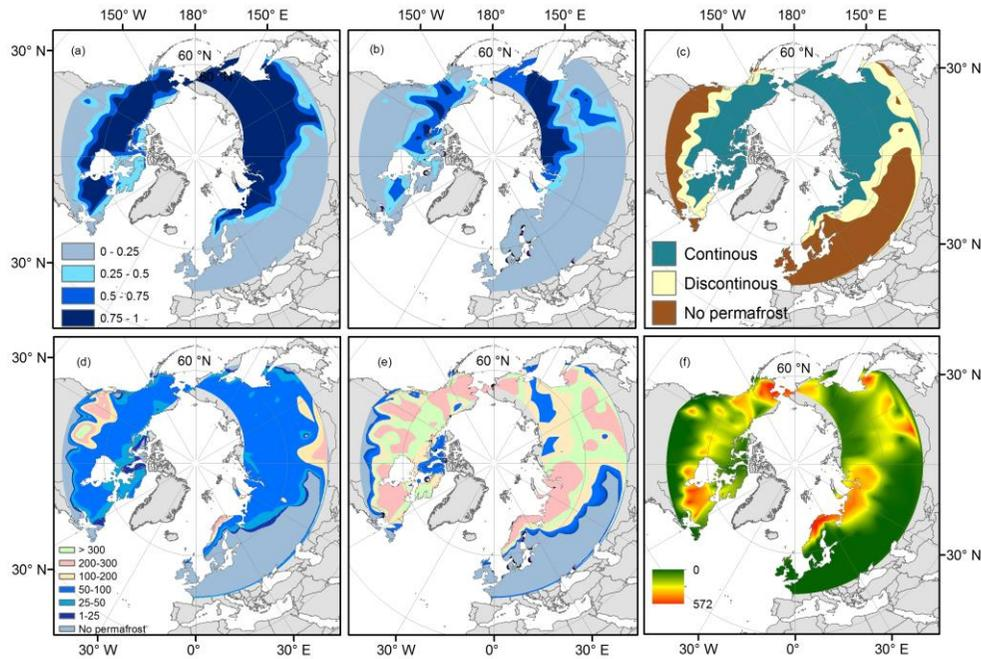 150° W 180° 150° E 150° W 180° 150° E 150° W 180° 150° E
30° N (a) 60 °N (b) 60 °N (c) 60 °N 30° N
0 - 0.25
0.25 - 0.5
0.5 - 0.75
0.75 - 1
Continous
Discontinous
No permafrost
30° N 30° N
30° N (d) 60 °N (e) 60 °N (f) 60 °N 30° N
> 300
200-300
100-200
50-100
25-50
1-25
No permafrost
0
572
30° N 30° N
30° W 0° 30° E 30° W 0° 30° E 30° W 0° 30° E